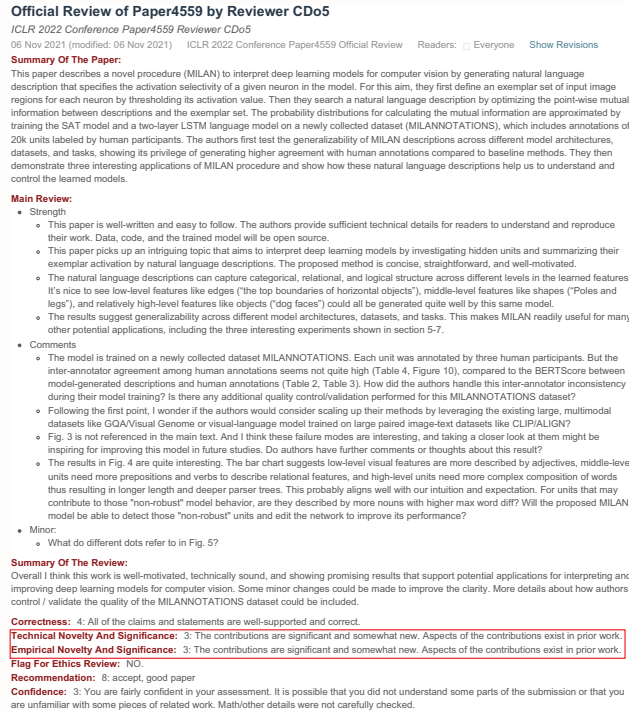 Official Review of Paper4559 by Reviewer CDo5
ICLR 2022 Conference Paper4559 Reviewer CDo5
06 Nov 2021 (modified: 06 Nov 2021) ICLR 2022 Conference Paper4559 Official Review Readers: Everyone Show Revisions
Summary Of The Paper:
This paper describes a novel procedure (MILAN) to interpret deep learning models for computer vision by generating natural language
description that specifies the activation selectivity of a given neuron in the model. For this aim, they first define an exemplar set of input image
regions for each neuron by thresholding its activation value. Then they search a natural language description by optimizing the point-wise mutual
information between descriptions and the exemplar set. The probability distributions for calculating the mutual information are approximated by
training the SAT model and a two-layer LSTM language model on a newly collected dataset (MILANNOTATIONS), which includes annotations of
20k units labeled by human participants. The authors first test the generalizability of MILAN descriptions across different model architectures,
datasets, and tasks, showing its privilege of generating higher agreement with human annotations compared to baseline methods. They then
demonstrate three interesting applications of MILAN procedure and show how these natural language descriptions help us to understand and
control the learned models.
Main Review:
• Strength
• This paper is well-written and easy to follow. The authors provide sufficient technical details for readers to understand and reproduce
their work. Data, code, and the trained model will be open source.
• This paper picks up an intriguing topic that aims to interpret deep learning models by investigating hidden units and summarizing their
exemplar activation by natural language descriptions. The proposed method is concise, straightforward, and well-motivated.
• The natural language descriptions can capture categorical, relational, and logical structure across different levels in the learned features
It's nice to see low-level features like edges ("the top boundaries of horizontal objects"), middle-level features like shapes ("Poles and
legs"), and relatively high-level features like objects ("dog faces") could all be generated quite well by this same model.
• The results suggest generalizability across different model architectures, datasets, and tasks. This makes MILAN readily useful for many
other potential applications, including the three interesting experiments shown in section 5-7.
• Comments
• The model is trained on a newly collected dataset MILANNOTATIONS. Each unit was annotated by three human participants. But the
inter-annotator agreement among human annotations seems not quite high (Table 4, Figure 10), compared to the BERTScore between
model-generated descriptions and human annotations (Table 2, Table 3). How did the authors handle this inter-annotator inconsistency
during their model training? Is there any additional quality control/validation performed for this MILANNOTATIONS dataset?
• Following the first point, I wonder if the authors would consider scaling up their methods by leveraging the existing large, multimodal
datasets like GQA/Visual Genome or visual-language model trained on large paired image-text datasets like CLIP/ALIGN?
• Fig. 3 is not referenced in the main text. And I think these failure modes are interesting, and taking a closer look at them might be
inspiring for improving this model in future studies. Do authors have further comments or thoughts about this result?
• The results in Fig. 4 are quite interesting. The bar chart suggests low-level visual features are more described by adjectives, middle-leve
units need more prepositions and verbs to describe relational features, and high-level units need more complex composition of words
thus resulting in longer length and deeper parser trees. This probably aligns well with our intuition and expectation. For units that may
contribute to those "non-robust" model behavior, are they described by more nouns with higher max word diff? Will the proposed MILAN
model be able to detect those "non-robust" units and edit the network to improve its performance?
• Minor:
• What do different dots refer to in Fig. 5?
Summary Of The Review:
Overall I think this work is well-motivated, technically sound, and showing promising results that support potential applications for interpreting and
improving deep learning models for computer vision. Some minor changes could be made to improve the clarity. More details about how authors
control / validate the quality of the MILANNOTATIONS dataset could be included.
Correctness: 4: All of the claims and statements are well-supported and correct.
Technical Novelty And Significance: 3: The contributions are significant and somewhat new. Aspects of the contributions exist in prior work.
Empirical Novelty And Significance: 3: The contributions are significant and somewhat new. Aspects of the contributions exist in prior work.
Flag For Ethics Review: NO.
Recommendation: 8: accept, good paper
Confidence: 3: You are fairly confident in your assessment. It is possible that you did not understand some parts of the submission or that you
are unfamiliar with some pieces of related work. Math/other details were not carefully checked.